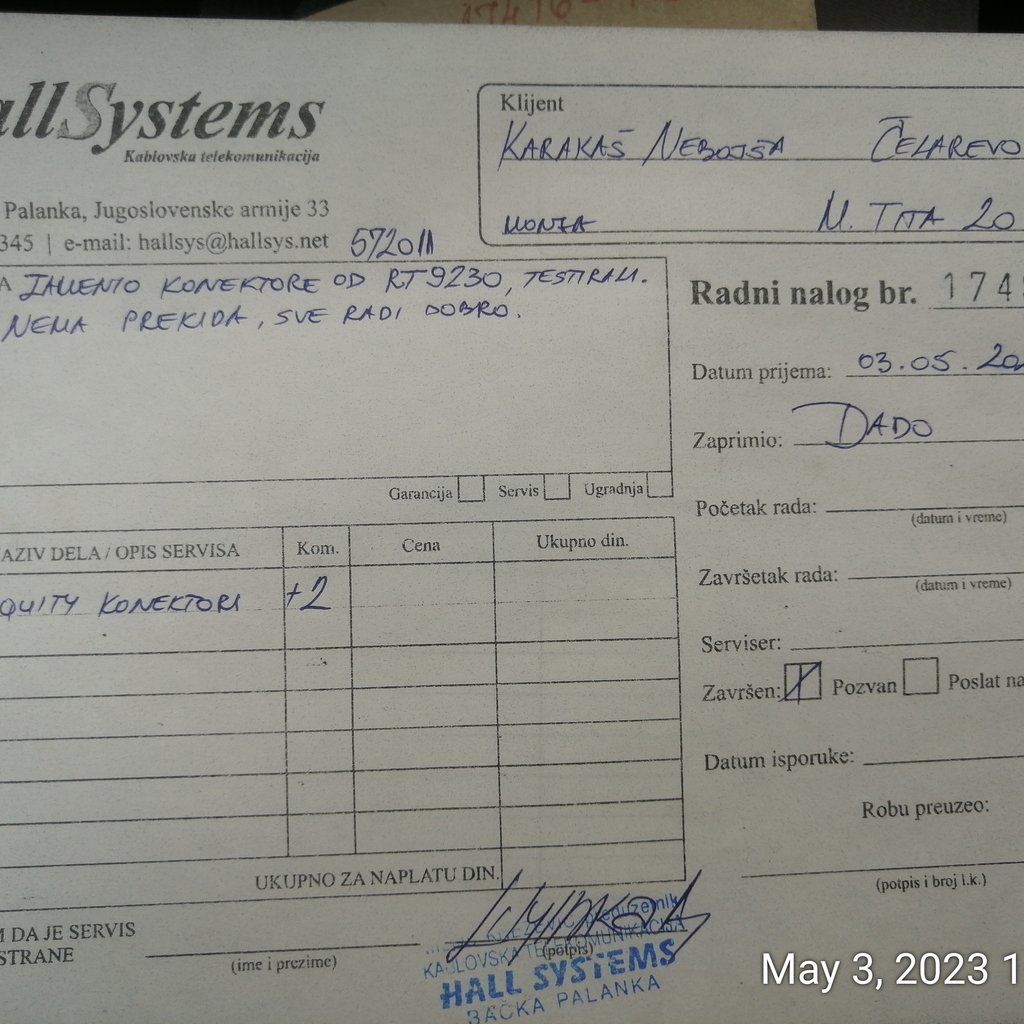 allSystems
Kablovska telekomunikacija
Palanka, Jugoslovenske armije 33
345 | e-mail: hallsys@hallsys.net 572011
Klijent
KARAKAŠ NEBOJŠA ČELAREVO
M. TITA 20
KONEKTORE OD RT9230, TESTIRALI.
NEMA PREKIDA, SVE RADI DOBRO.
Garancija Servis Ugradnja
Radni nalog br. 174
Datum prijema: 03.05.20
Zaprimio: DADO
Početak rada:
(datum i vreme)
Završetak rada:
(datum i vreme)
Serviser:
Završen: Pozvan Poslat na
Datum isporuke:
Robu preuzeo:
(potpis i broj l.k.)
AZIV DELA / OPIS SERVISA Kom. Cena Ukupno din.
QUITY KONEKTORI +2
UKUPNO ZA NAPLATU DIN.
M DA JE SERVIS
STRANE
(ime i prezime)
(potpis)
KABLOVSKA TELEKOMUNIKACIJA
HALL SYSTEMS
BAČKA PALANKA
May 3, 2023 1